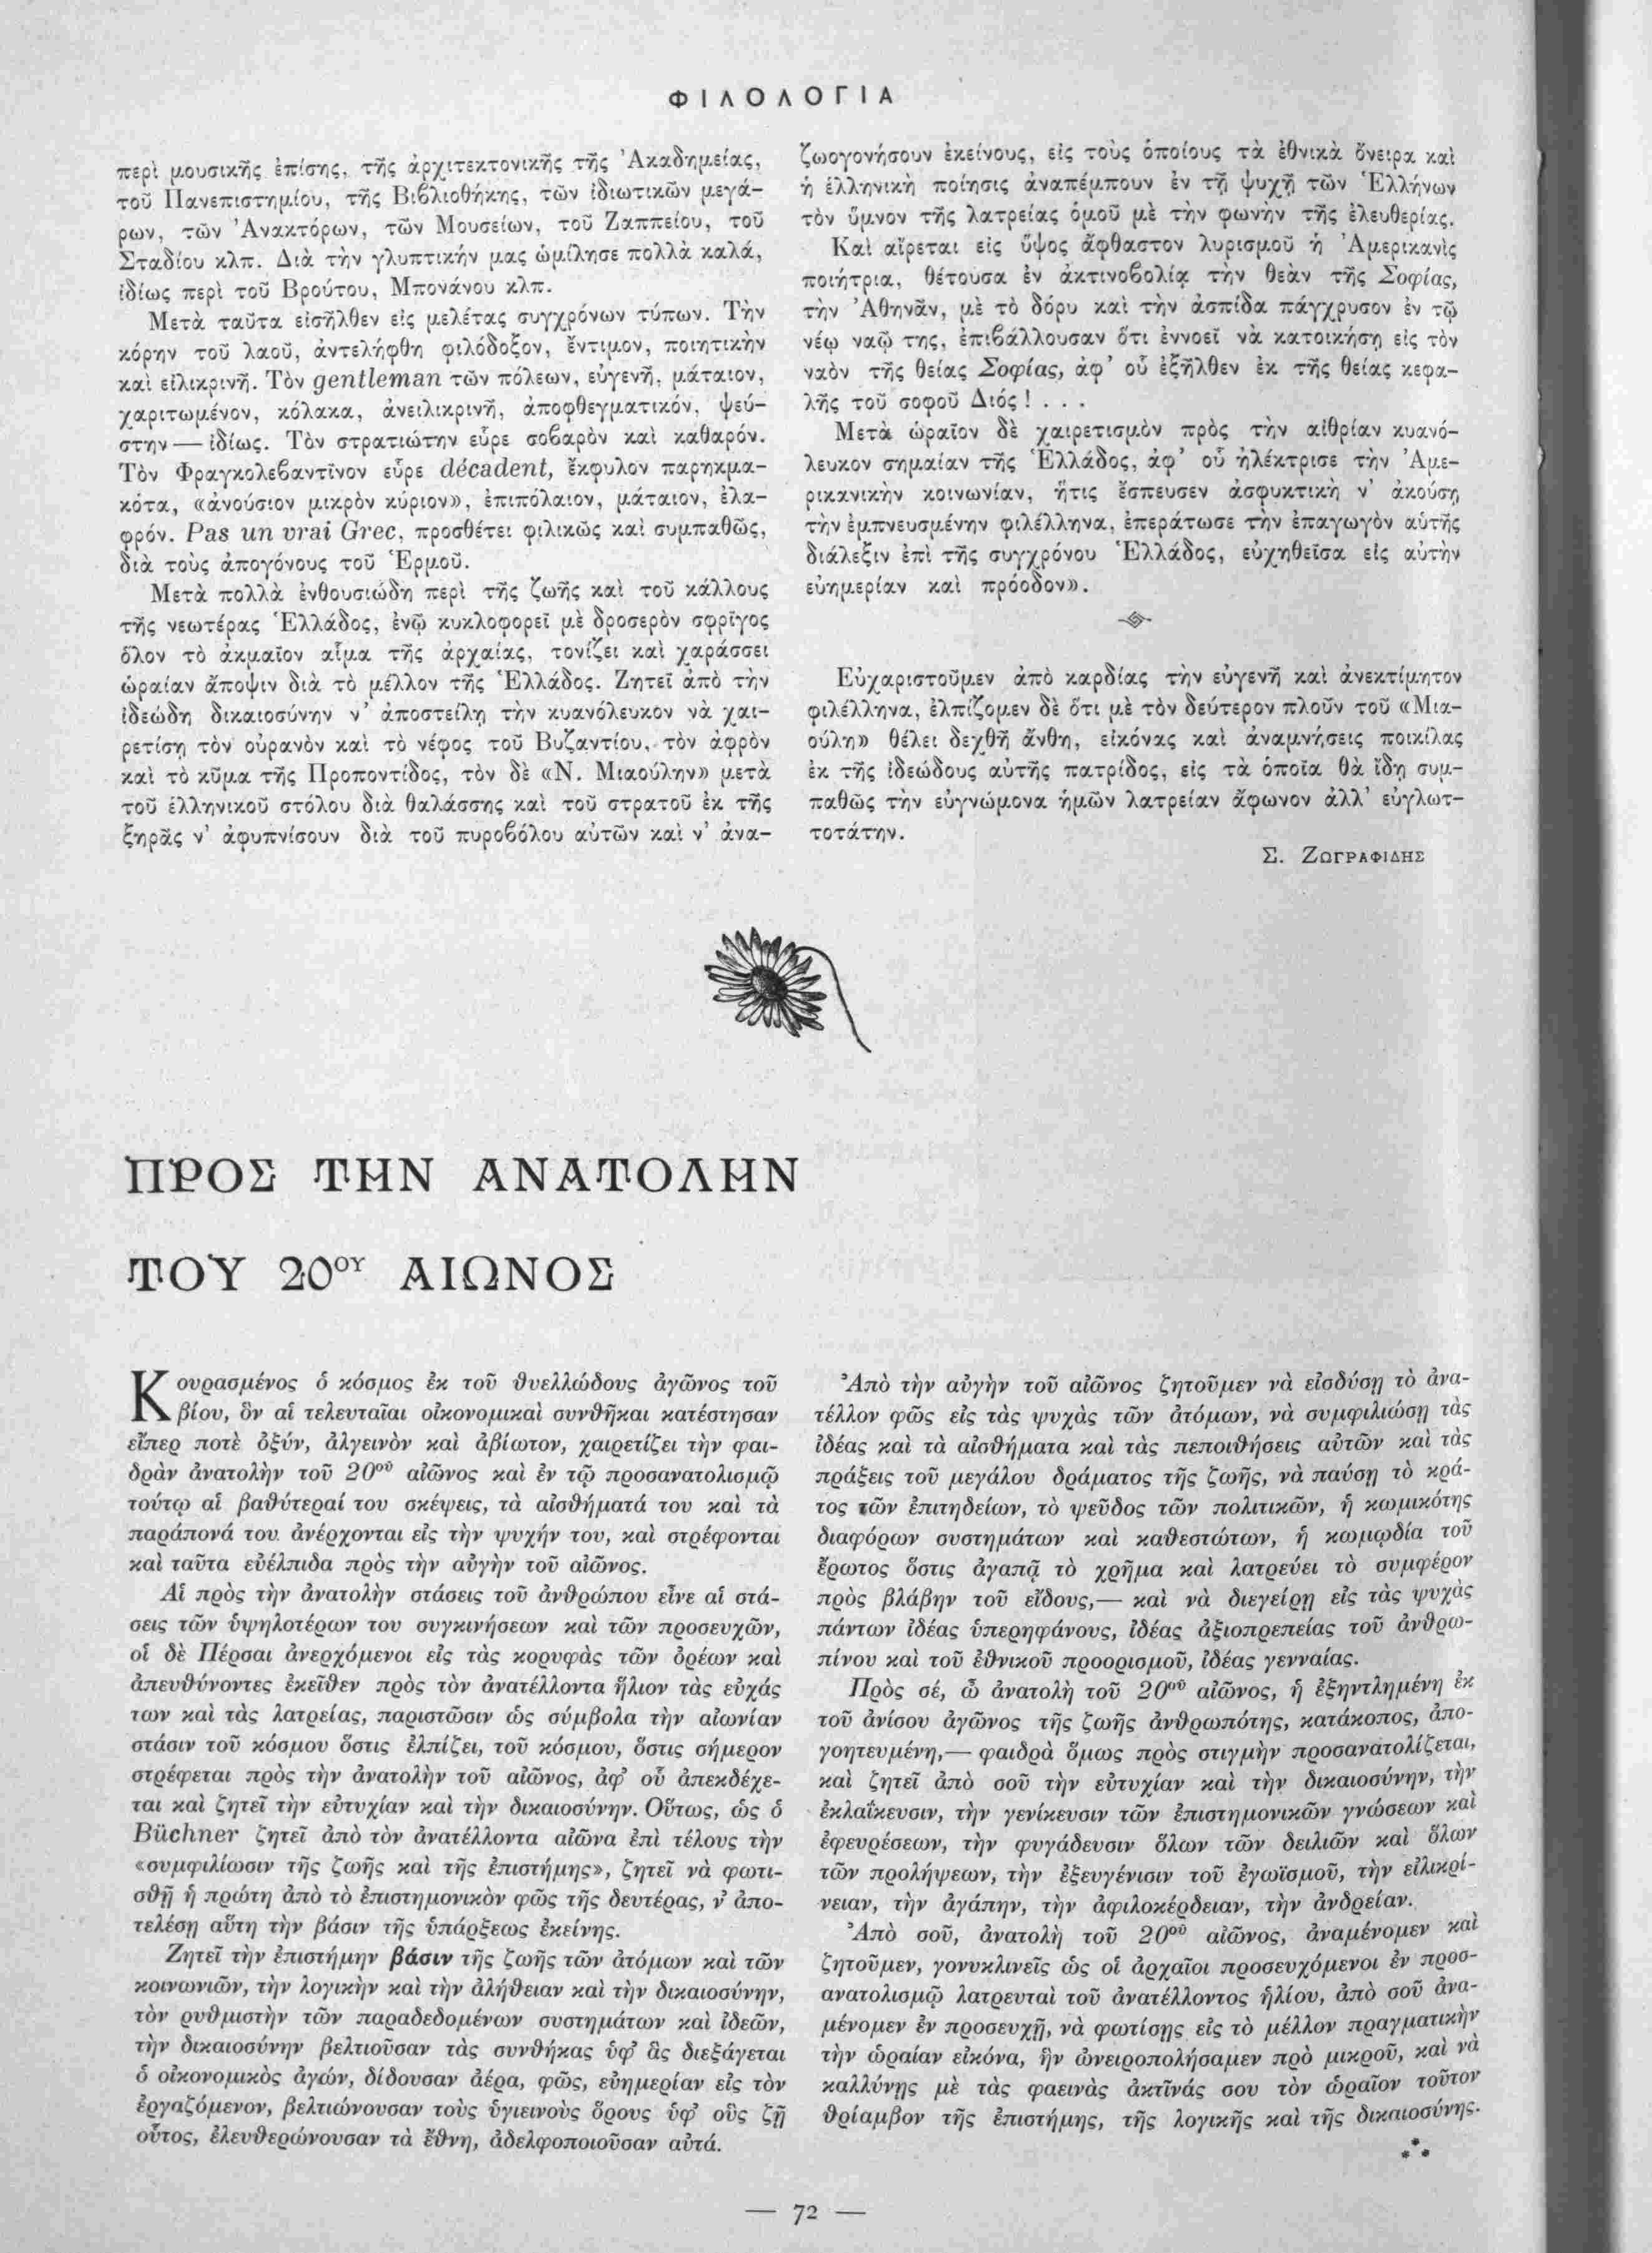 ΦΙΛΟΛΟΓΙΑ
περὶ μουσικῆς ἐπίσης, τῆς ἀρχιτεκτονικῆς τῆς Ἀκαδημείας,
τοῦ Πανεπιστημίου, τῆς Βιβλιοθήκης, τῶν ἰδιωτικῶν μεγά-
ρων, τῶν Ἀνακτόρων, τῶν Μουσείων, τοῦ Ζαππείου, τοῦ
Σταδίου κλπ. Διὰ τὴν γλυπτικήν μας ὡμίλησε πολλὰ καλά,
ἰδίως περὶ τοῦ Βρούτου, Μπονάνου κλπ.
Μετὰ ταῦτα εἰσῆλθεν εἰς μελέτας συγχρόνων τύπων. Τὴν
κόρην τοῦ λαοῦ, ἀντελήφθη φιλόδοξον, ἔντιμον, ποιητικὴν
καὶ εἰλικρινῆ. Τὸν gentleman τῶν πόλεων, εὐγενῆ, μάταιον,
χαριτωμένον, κόλακα, ἀνειλικρινῆ, ἀποφθεγματικόν, ψεύ-
στην — ἰδίως. Τὸν στρατιώτην εὗρε σοβαρὸν καὶ καθαρόν.
Τὸν Φραγκολεβαντῖνον εὗρε décadent, ἔκφυλον παρηκμα-
κότα, «ἀνούσιον μικρὸν κύριον», ἐπιπόλαιον, μάταιον, ἐλα-
φρόν. Pas un vrai Grec, προσθέτει φιλικῶς καὶ συμπαθῶς,
διὰ τοὺς ἀπογόνους τοῦ Ἑρμοῦ.
Μετὰ πολλὰ ἐνθουσιώδη περὶ τῆς ζωῆς καὶ τοῦ κάλλους
τῆς νεωτέρας Ἑλλάδος, ἐνῷ κυκλοφορεῖ μὲ δροσερὸν σφρῖγος
ὅλον τὸ ἀκμαῖον αἷμα τῆς ἀρχαίας, τονίζει καὶ χαράσσει
ὡραίαν ἄποψιν διὰ τὸ μέλλον τῆς Ἑλλάδος. Ζητεῖ ἀπὸ τὴν
ἰδεώδη δικαιοσύνην ν' ἀποστείλῃ τὴν κυανόλευκον νὰ χαι-
ρετίσῃ τὸν οὐρανὸν καὶ τὸ νέφος τοῦ Βυζαντίου, τὸν ἀφρὸν
καὶ τὸ κῦμα τῆς Προποντίδος, τὸν δὲ «Ν. Μιαούλην» μετὰ
τοῦ ἑλληνικοῦ στόλου διὰ θαλάσσης καὶ τοῦ στρατοῦ ἐκ τῆς
ξηρᾶς ν' ἀφυπνίσουν διὰ τοῦ πυροβόλου αὐτῶν καὶ ν' ἀνα-
ζωογονήσουν ἐκείνους, εἰς τοὺς ὁποίους τὰ ἐθνικὰ ὄνειρα καὶ
ἡ ἑλληνικὴ ποίησις ἀναπέμπουν ἐν τῇ ψυχῇ τῶν Ἑλλήνων
τὸν ὕμνον τῆς λατρείας ὁμοῦ μὲ τὴν φωνὴν τῆς ἐλευθερίας.
Καὶ αἴρεται εἰς ὕψος ἄφθαστον λυρισμοῦ ἡ Ἀμερικανὶς
ποιήτρια, θέτουσα ἐν ἀκτινοβολίᾳ τὴν θεὰν τῆς Σοφίας,
τὴν Ἀθηνᾶν, μὲ τὸ δόρυ καὶ τὴν ἀσπίδα πάγχρυσον ἐν τῷ
νέῳ ναῷ της, ἐπιβάλλουσαν ὅτι ἐννοεῖ νὰ κατοικήσῃ εἰς τὸν
ναὸν τῆς θείας Σοφίας, ἀφ' οὗ ἐξῆλθεν ἐκ τῆς θείας κεφα-
λῆς τοῦ σοφοῦ Διός ! . . .
Μετὰ ὡραῖον δὲ χαιρετισμὸν πρὸς τὴν αἰθρίαν κυανό-
λευκον σημαίαν τῆς Ἑλλάδος, ἀφ' οὗ ἠλέκτρισε τὴν Ἀμε-
ρικανικὴν κοινωνίαν, ἥτις ἔσπευσεν ἀσφυκτικὴ ν' ἀκούσῃ
τὴν ἐμπνευσμένην φιλέλληνα, ἐπεράτωσε τὴν ἐπαγωγὸν αὑτῆς
διάλεξιν ἐπὶ τῆς συγχρόνου Ἑλλάδος, εὐχηθεῖσα εἰς αὐτὴν
εὐημερίαν καὶ πρόοδον».
Εὐχαριστοῦμεν ἀπὸ καρδίας τὴν εὐγενῆ καὶ ἀνεκτίμητον
φιλέλληνα, ἐλπίζομεν δὲ ὅτι μὲ τὸν δεύτερον πλοῦν τοῦ «Μια-
ούλη» θέλει δεχθῆ ἄνθη, εἰκόνας καὶ ἀναμνήσεις ποικίλας
ἐκ τῆς ἰδεώδους αὐτῆς πατρίδος, εἰς τὰ ὁποῖα θὰ ἴδῃ συμ-
παθῶς τὴν εὐγνώμονα ἡμῶν λατρείαν ἄφωνον ἀλλ' εὐγλωτ-
τοτάτην.
Σ. ΖΩΓΡΑΦΙΔΗΣ
ΠΡΟΣ ΤΗΝ ΑΝΑΤΟΛΗΝ
ΤΟΥ 20ΟΥ ΑΙΩΝΟΣ
Κουρασμένος ὁ κόσμος ἐκ τοῦ θυελλώδους ἀγῶνος τοῦ
βίου, ὃν αἱ τελευταῖαι οἰκονομικαὶ συνθῆκαι κατέστησαν
εἴπερ ποτὲ ὀξύν, ἀλγεινὸν καὶ ἀβίωτον, χαιρετίζει τὴν φαι-
δρὰν ἀνατολὴν τοῦ 20οῦ αἰῶνος καὶ ἐν τῷ προσανατολισμῷ
τούτῳ αἱ βαθύτεραί του σκέψεις, τὰ αἰσθήματά του καὶ τὰ
παράπονά του ἀνέρχονται εἰς τὴν ψυχήν του, καὶ στρέφονται
καὶ ταῦτα εὐέλπιδα πρὸς τὴν αὐγὴν τοῦ αἰῶνος.
Αἱ πρὸς τὴν ἀνατολὴν στάσεις τοῦ ἀνθρώπου εἶνε αἱ στά-
σεις τῶν ὑψηλοτέρων του συγκινήσεων καὶ τῶν προσευχῶν,
οἱ δὲ Πέρσαι ἀνερχόμενοι εἰς τὰς κορυφὰς τῶν ὀρέων καὶ
ἀπευθύνοντες ἐκεῖθεν πρὸς τὸν ἀνατέλλοντα ἥλιον τὰς εὐχάς
των καὶ τὰς λατρείας, παριστῶσιν ὡς σύμβολα τὴν αἰωνίαν
στάσιν τοῦ κόσμου ὅστις ἐλπίζει, τοῦ κόσμου, ὅστις σήμερον
στρέφεται πρὸς τὴν ἀνατολὴν τοῦ αἰῶνος, ἀφ' οὗ ἀπεκδέχε-
ται καὶ ζητεῖ τὴν εὐτυχίαν καὶ τὴν δικαιοσύνην. Οὕτως, ὡς ὁ
Büchner ζητεῖ ἀπὸ τὸν ἀνατέλλοντα αἰῶνα ἐπὶ τέλους τὴν
«συμφιλίωσιν τῆς ζωῆς καὶ τῆς ἐπιστήμης», ζητεῖ νὰ φωτι-
σθῇ ἡ πρώτη ἀπὸ τὸ ἐπιστημονικὸν φῶς τῆς δευτέρας, ν' ἀπο-
τελέσῃ αὕτη τὴν βάσιν τῆς ὑπάρξεως ἐκείνης.
Ζητεῖ τὴν ἐπιστήμην βάσιν τῆς ζωῆς τῶν ἀτόμων καὶ τῶν
κοινωνιῶν, τὴν λογικὴν καὶ τὴν ἀλήθειαν καὶ τὴν δικαιοσύνην,
τὸν ρυθμιστὴν τῶν παραδεδομένων συστημάτων καὶ ἰδεῶν,
τὴν δικαιοσύνην βελτιοῦσαν τὰς συνθήκας ὑφ' ἃς διεξάγεται
ὁ οἰκονομικὸς ἀγών, δίδουσαν ἀέρα, φῶς, εὐημερίαν εἰς τὸν
ἐργαζόμενον, βελτιώνουσαν τοὺς ὑγιεινοὺς ὅρους ὑφ' οὓς ζῇ
οὗτος, ἐλευθερώνουσαν τὰ ἔθνη, ἀδελφοποιοῦσαν αὐτά.
Ἀπὸ τὴν αὐγὴν τοῦ αἰῶνος ζητοῦμεν νὰ εἰσδύσῃ τὸ ἀνα-
τέλλον φῶς εἰς τὰς ψυχὰς τῶν ἀτόμων, νὰ συμφιλιώσῃ τὰς
ἰδέας καὶ τὰ αἰσθήματα καὶ τὰς πεποιθήσεις αὐτῶν καὶ τὰς
πράξεις τοῦ μεγάλου δράματος τῆς ζωῆς, νὰ παύσῃ τὸ κρά-
τος τῶν ἐπιτηδείων, τὸ ψεῦδος τῶν πολιτικῶν, ἡ κωμικότης
διαφόρων συστημάτων καὶ καθεστώτων, ἡ κωμῳδία τοῦ
ἔρωτος ὅστις ἀγαπᾷ τὸ χρῆμα καὶ λατρεύει τὸ συμφέρον
πρὸς βλάβην τοῦ εἴδους,— καὶ νὰ διεγείρῃ εἰς τὰς ψυχὰς
πάντων ἰδέας ὑπερηφάνους, ἰδέας ἀξιοπρεπείας τοῦ ἀνθρω-
πίνου καὶ τοῦ ἐθνικοῦ προορισμοῦ, ἰδέας γενναίας.
Πρὸς σέ, ὦ ἀνατολὴ τοῦ 20οῦ αἰῶνος, ἡ ἐξηντλημένη ἐκ
τοῦ ἀνίσου ἀγῶνος τῆς ζωῆς ἀνθρωπότης, κατάκοπος, ἀπο-
γοητευμένη,— φαιδρὰ ὅμως πρὸς στιγμὴν προσανατολίζεται,
καὶ ζητεῖ ἀπὸ σοῦ τὴν εὐτυχίαν καὶ τὴν δικαιοσύνην, τὴν
ἐκλαΐκευσιν, τὴν γενίκευσιν τῶν ἐπιστημονικῶν γνώσεων καὶ
ἐφευρέσεων, τὴν φυγάδευσιν ὅλων τῶν δειλιῶν καὶ ὅλων
τῶν προλήψεων, τὴν ἐξευγένισιν τοῦ ἐγωϊσμοῦ, τὴν εἰλικρί-
νειαν, τὴν ἀγάπην, τὴν ἀφιλοκέρδειαν, τὴν ἀνδρείαν.
Ἀπὸ σοῦ, ἀνατολὴ τοῦ 20οῦ αἰῶνος, ἀναμένομεν καὶ
ζητοῦμεν, γονυκλινεῖς ὡς οἱ ἀρχαῖοι προσευχόμενοι ἐν προσ-
ανατολισμῷ λατρευταὶ τοῦ ἀνατέλλοντος ἡλίου, ἀπὸ σοῦ ἀνα-
μένομεν ἐν προσευχῇ, νὰ φωτίσῃς εἰς τὸ μέλλον πραγματικὴν
τὴν ὡραίαν εἰκόνα, ἣν ὠνειροπολήσαμεν πρὸ μικροῦ, καὶ νὰ
καλλύνῃς μὲ τὰς φαεινὰς ἀκτῖνάς σου τὸν ὡραῖον τοῦτον
θρίαμβον τῆς ἐπιστήμης, τῆς λογικῆς καὶ τῆς δικαιοσύνης.
⁂
— 72 —